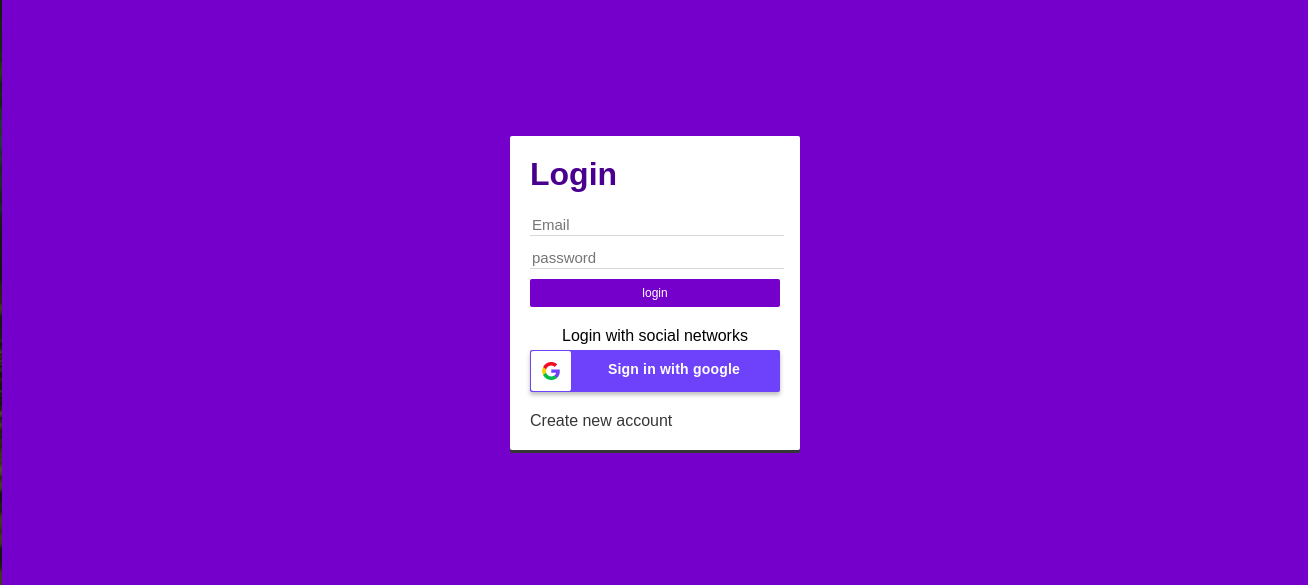 Login
Email
password
login
Login with social networks
Sign in with google
Create new account